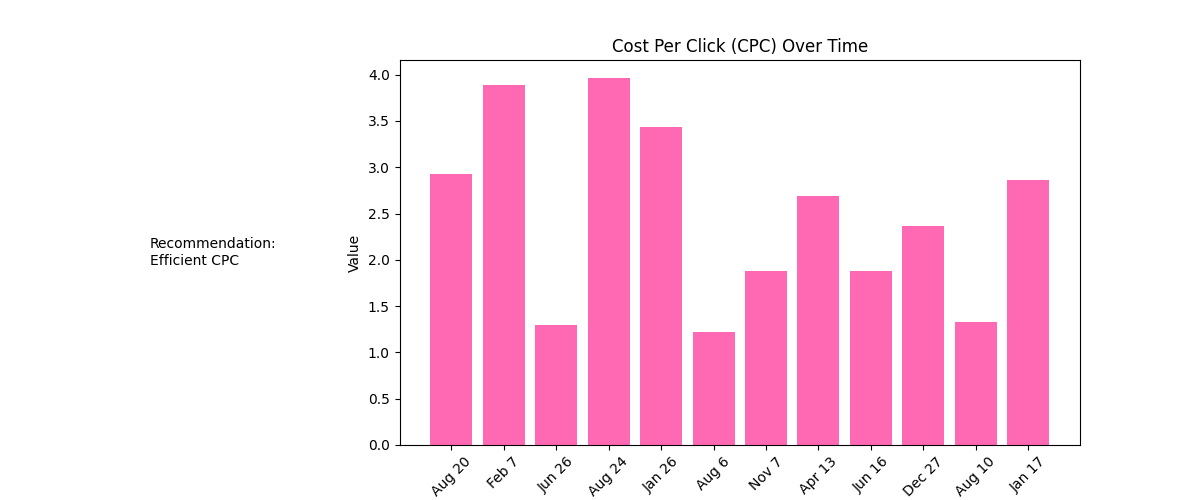 Cost Per Click (CPC) Over Time
Recommendation:
Efficient CPC
Value
4.0
3.5
3.0
2.5
2.0
1.5
1.0
0.5
0.0
Aug 20
Feb 7
Jun 26
Aug 24
Jan 26
Aug 6
Nov 7
Apr 13
Jun 16
Dec 27
Aug 10
Jan 17